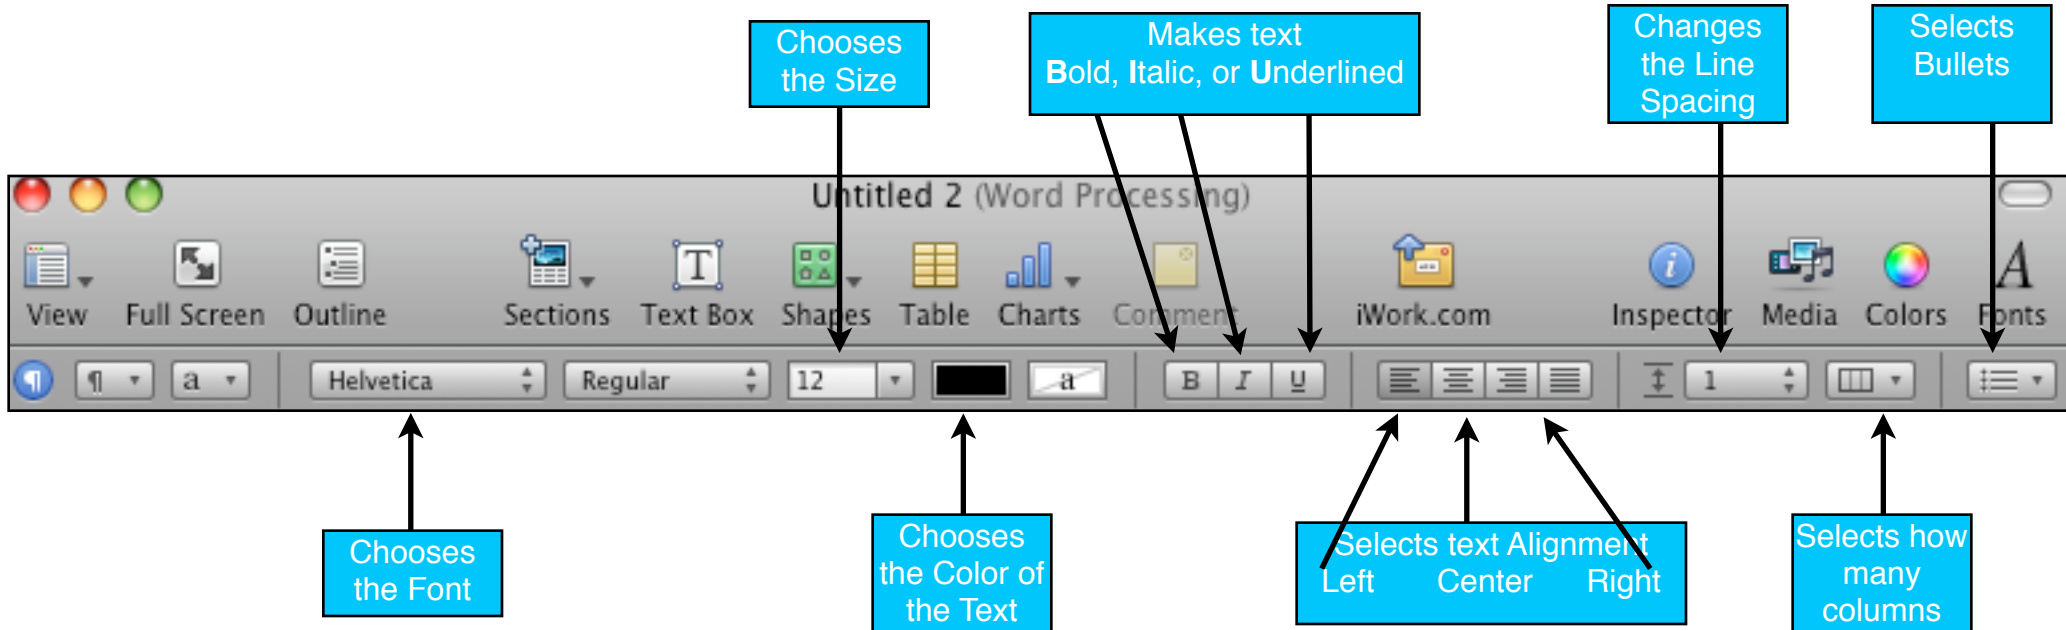 Chooses
the Size
Makes text
Bold, Italic, or Underlined
Changes
the Line
Spacing
Selects
Bullets
Untitled 2 (Word Processing)
View Full Screen Outline Sections Text Box Shapes Table Charts Comment iWork.com Inspector Media Colors Fonts
¶ ¶ a Helvetica Regular 12 a B I U 1
Chooses
the Font
Chooses
the Color of
the Text
Selects text Alignment
Left Center Right
Selects how
many
columns